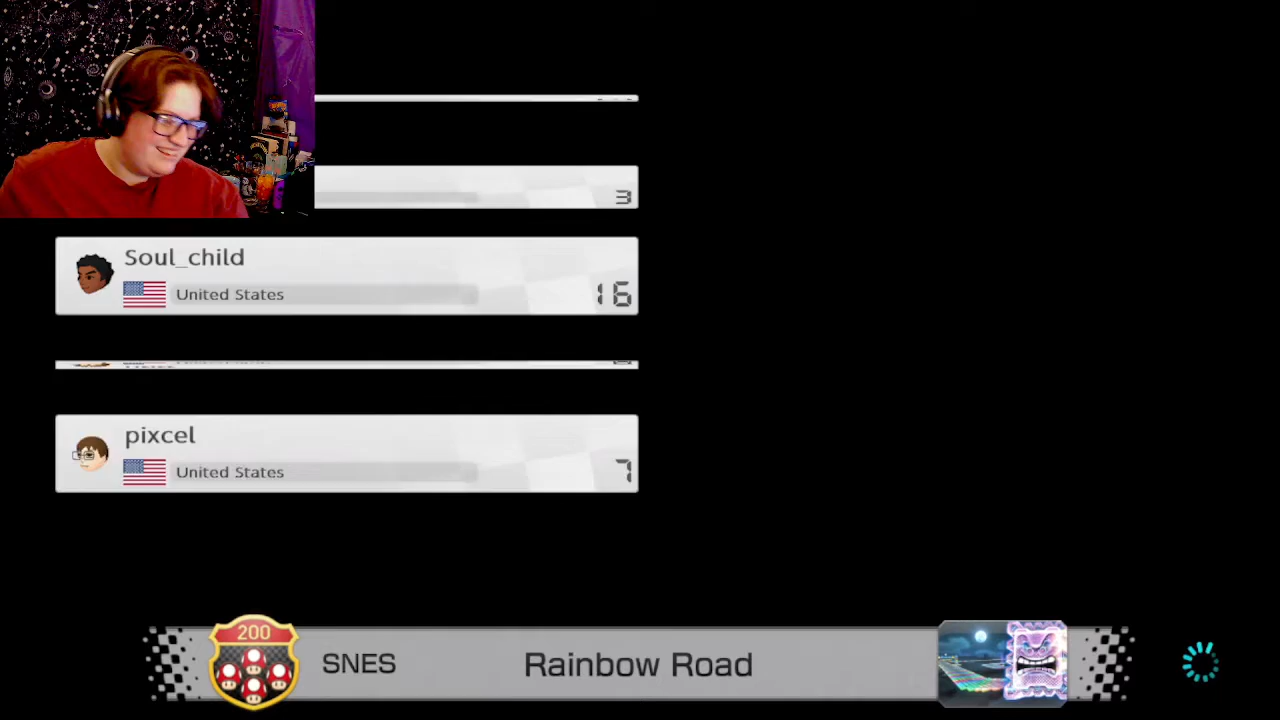 3
Soul_child
United States
16
pixcel
United States
7
200
SNES
Rainbow Road